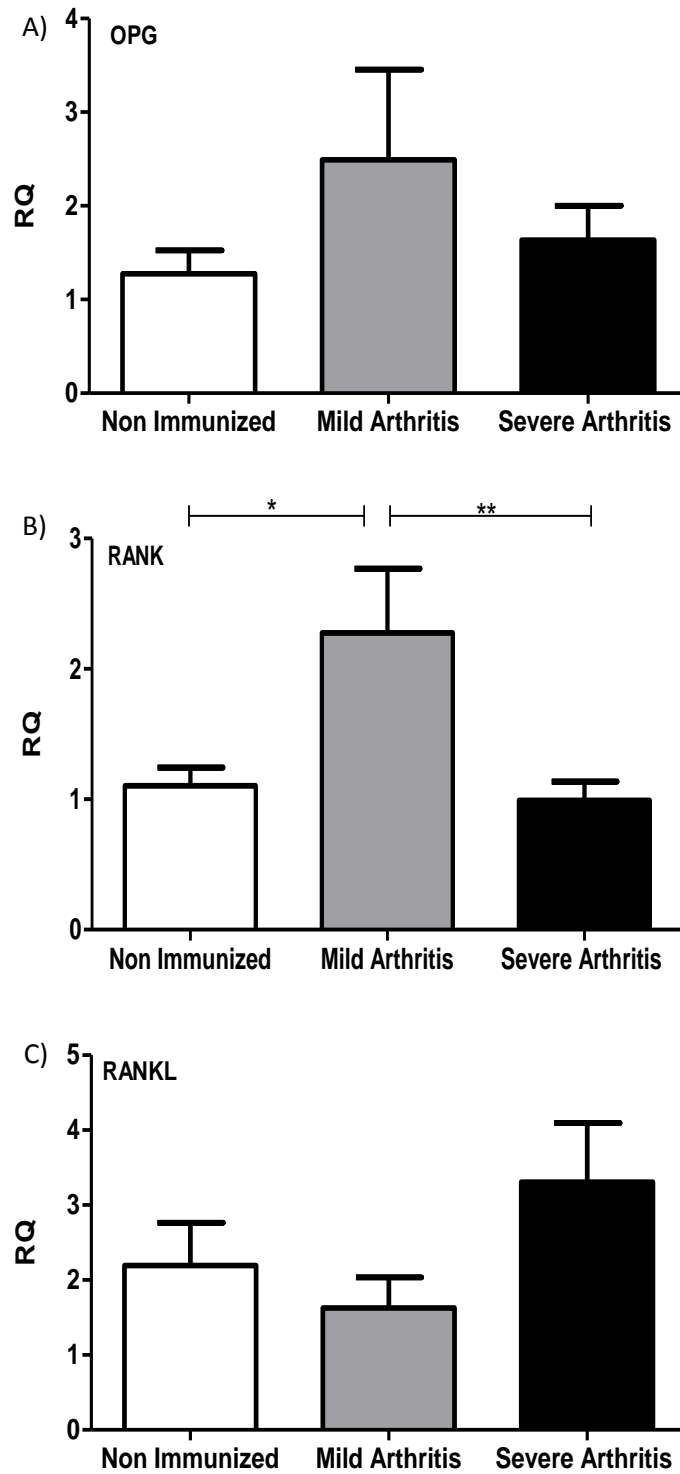 A)
OPG
4
3
2
1
0
RQ
Non Immunized Mild Arthritis Severe Arthritis
B)
* **
RANK
3
2
1
0
RQ
Non Immunized Mild Arthritis Severe Arthritis
C)
RANKL
5
4
3
2
1
0
RQ
Non Immunized Mild Arthritis Severe Arthritis